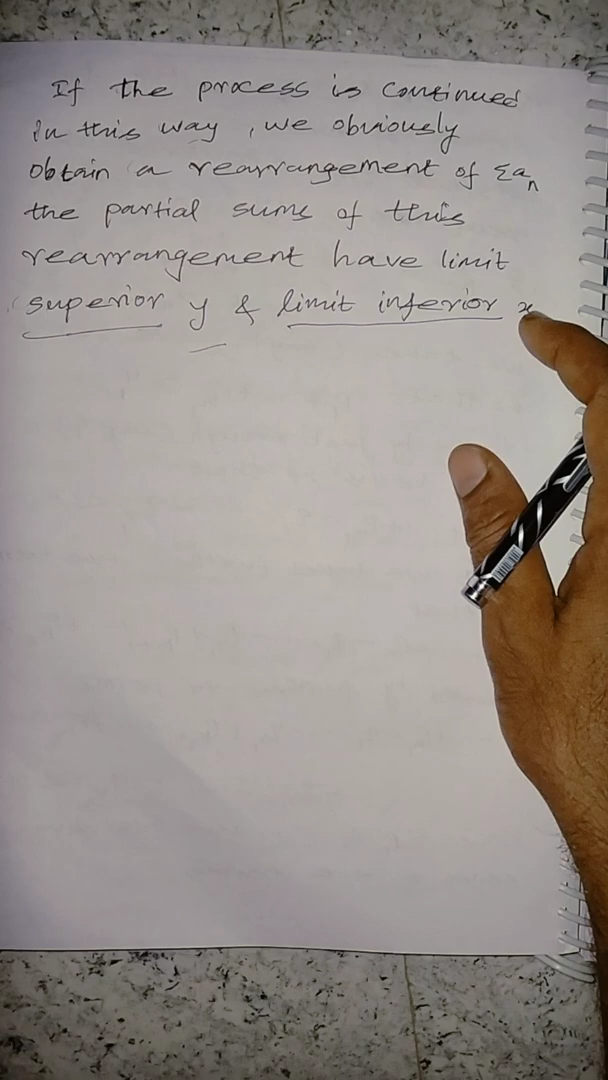 If the process is continued
in this way, we obviously
obtain a rearrangement of Σaₙ
the partial sums of this
rearrangement have limit
superior y & limit inferior x